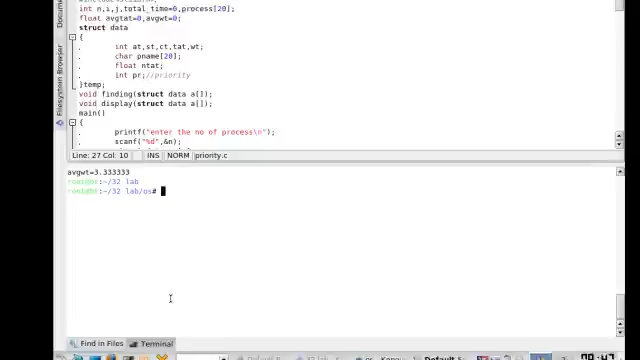 int n,i,j,total_time=0,process[20];
float avgtat=0,avgwt=0;
struct data
{
int at,st,ct,tat,wt;
char pname[20];
float ntat;
int pr;//priority
}temp;
void finding(struct data a[]);
void display(struct data a[]);
main()
{
printf("enter the no of process\n");
scanf("%d",&n);
Line: 27 Col: 10 INS NORM priority.c
avgwt=3.333333
:~/32 lab
:~/32 lab/os#
Find in Files Terminal
Filesystem Browser